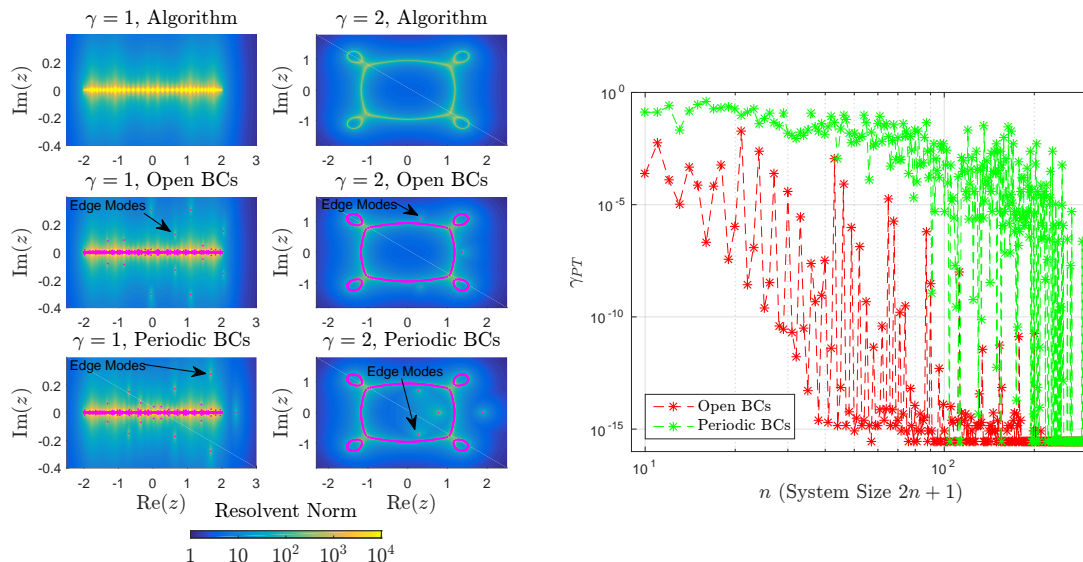 γ = 1, Algorithm
Im(z)
0.2
0
-0.2
-0.4
-2 -1 0 1 2 3
γ = 2, Algorithm
Im(z)
1
0
-1
-2 -1 0 1 2
γ = 1, Open BCs
Edge Modes
Im(z)
0.2
0
-0.2
-0.4
-2 -1 0 1 2 3
γ = 2, Open BCs
Edge Modes
Im(z)
1
0
-1
-2 -1 0 1 2
γ = 1, Periodic BCs
Edge Modes
Im(z)
0.2
0
-0.2
-0.4
-2 -1 0 1 2 3
Re(z)
γ = 2, Periodic BCs
Edge Modes
Im(z)
1
0
-1
-2 -1 0 1 2
Re(z)
Resolvent Norm
1 10 10² 10³ 10⁴
10⁰
10⁻⁵
10⁻¹⁰
10⁻¹⁵
γ_PT
Open BCs
Periodic BCs
10¹ 10²
n (System Size 2n + 1)